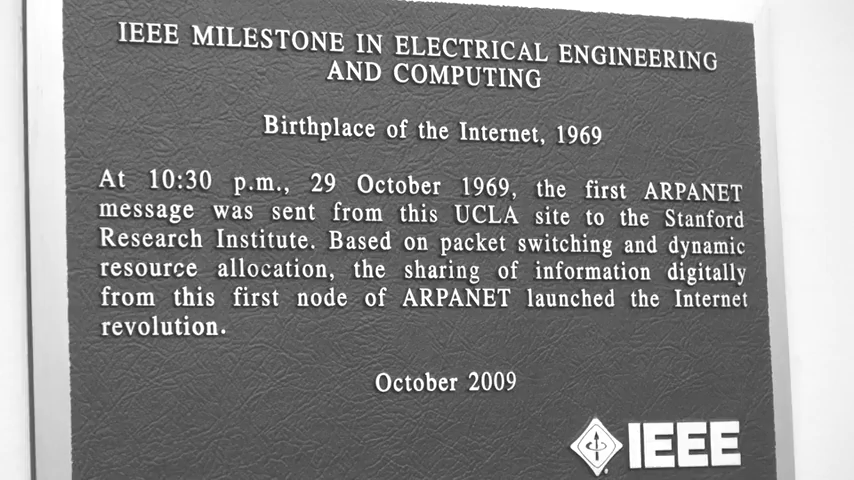 IEEE MILESTONE IN ELECTRICAL ENGINEERING
AND COMPUTING
Birthplace of the Internet, 1969
At 10:30 p.m., 29 October 1969, the first ARPANET
message was sent from this UCLA site to the Stanford
Research Institute. Based on packet switching and dynamic
resource allocation, the sharing of information digitally
from this first node of ARPANET launched the Internet
revolution.
October 2009
IEEE